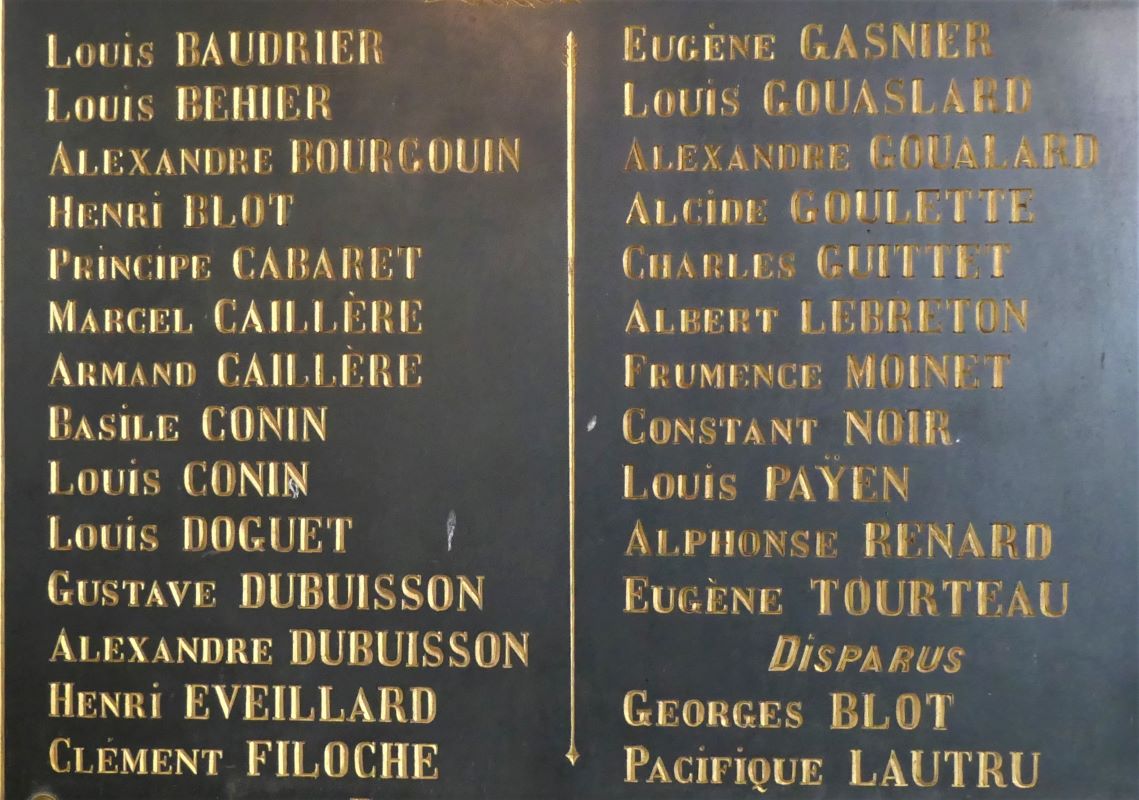 Louis BAUDRIER
Louis BEHIER
ALEXANDRE BOURGOUIN
HENRi BLOT
PRiNCiPE CABARET
MARCEL CAILLÈRE
ARMAND CAILLÈRE
BASiLE CONIN
Louis CONIN
Louis DOGUET
GUSTAVE DUBUISSON
ALEXANDRE DUBUISSON
HENRi EVEILLARD
CLÉMENT FILOCHE
EUGÈNE GASNIER
LOUiS GOUASLARD
ALEXANDRE GOUALARD
ALCiDE GOULETTE
CHARLES GUITTET
ALBERT LEBRETON
FRUMENCE MOINET
CONSTANT NOIR
LOUiS PAŸEN
ALPHONSE RENARD
EUGÈNE TOURTEAU
DiSPARUS
GEORGES BLOT
PACiFiQUE LAUTRU